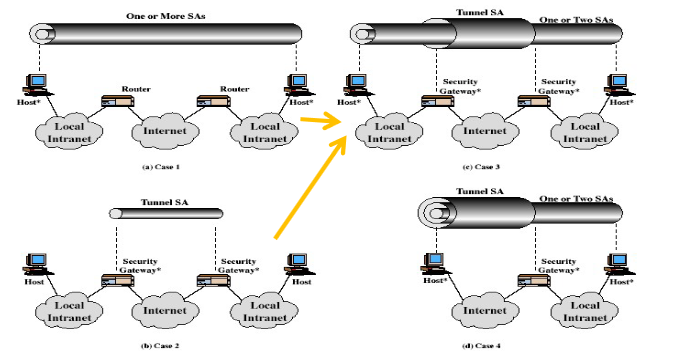 One or More SAs
Router
Router
Host*
Host*
Local
Intranet
Internet
Local
Intranet
(a) Case 1
Tunnel SA
One or Two SAs
Security
Gateway*
Security
Gateway*
Host*
Host*
Local
Intranet
Internet
Local
Intranet
(c) Case 3
Tunnel SA
Security
Gateway*
Security
Gateway*
Host
Host
Local
Intranet
Internet
Local
Intranet
(b) Case 2
Tunnel SA
One or Two SAs
Security
Gateway*
Host*
Host*
Internet
Local
Intranet
(d) Case 4